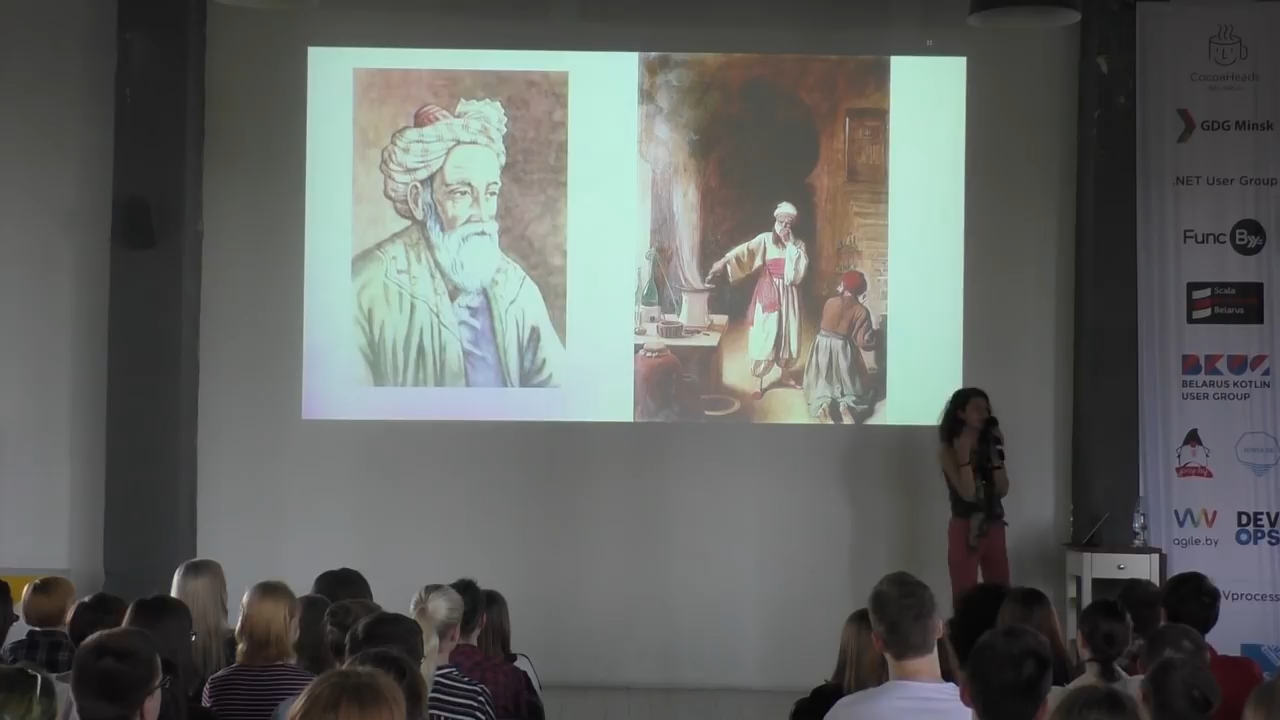 CocoaHeads
GDG Minsk
.NET User Group
Func By
Scala
Belarus
BKUG
BELARUS KOTLIN
USER GROUP
agile.by
DEV
OPS
Vprocess